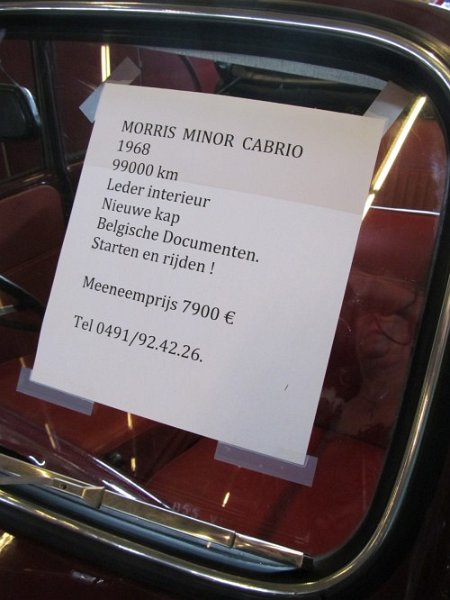 MORRIS MINOR CABRIO
1968
99000 km
Leder interieur
Nieuwe kap
Belgische Documenten.
Starten en rijden !
Meeneemprijs 7900 €
Tel 0491/92.42.26.